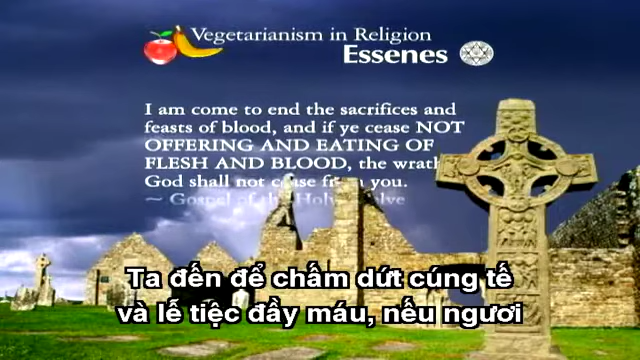 Vegetarianism in Religion
Essenes
I am come to end the sacrifices and
feasts of blood, and if ye cease NOT
OFFERING AND EATING OF
FLESH AND BLOOD, the wrath
God shall not cease from you.
~ Gospel of the Holy
Ta đến để chấm dứt cúng tế
và lễ tiệc đầy máu, nếu ngươi